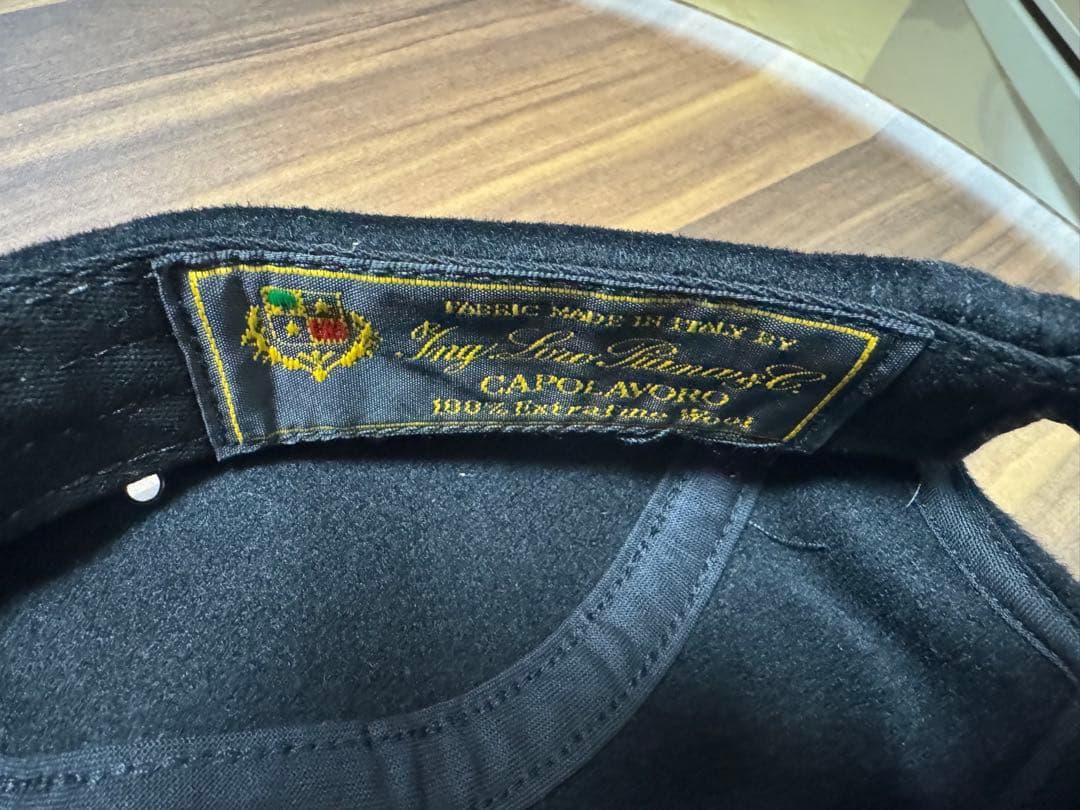 FABRIC MADE IN ITALY BY
Ing. Loro Piana & C.
CAPOLAVORO
100% Extrafine Wool